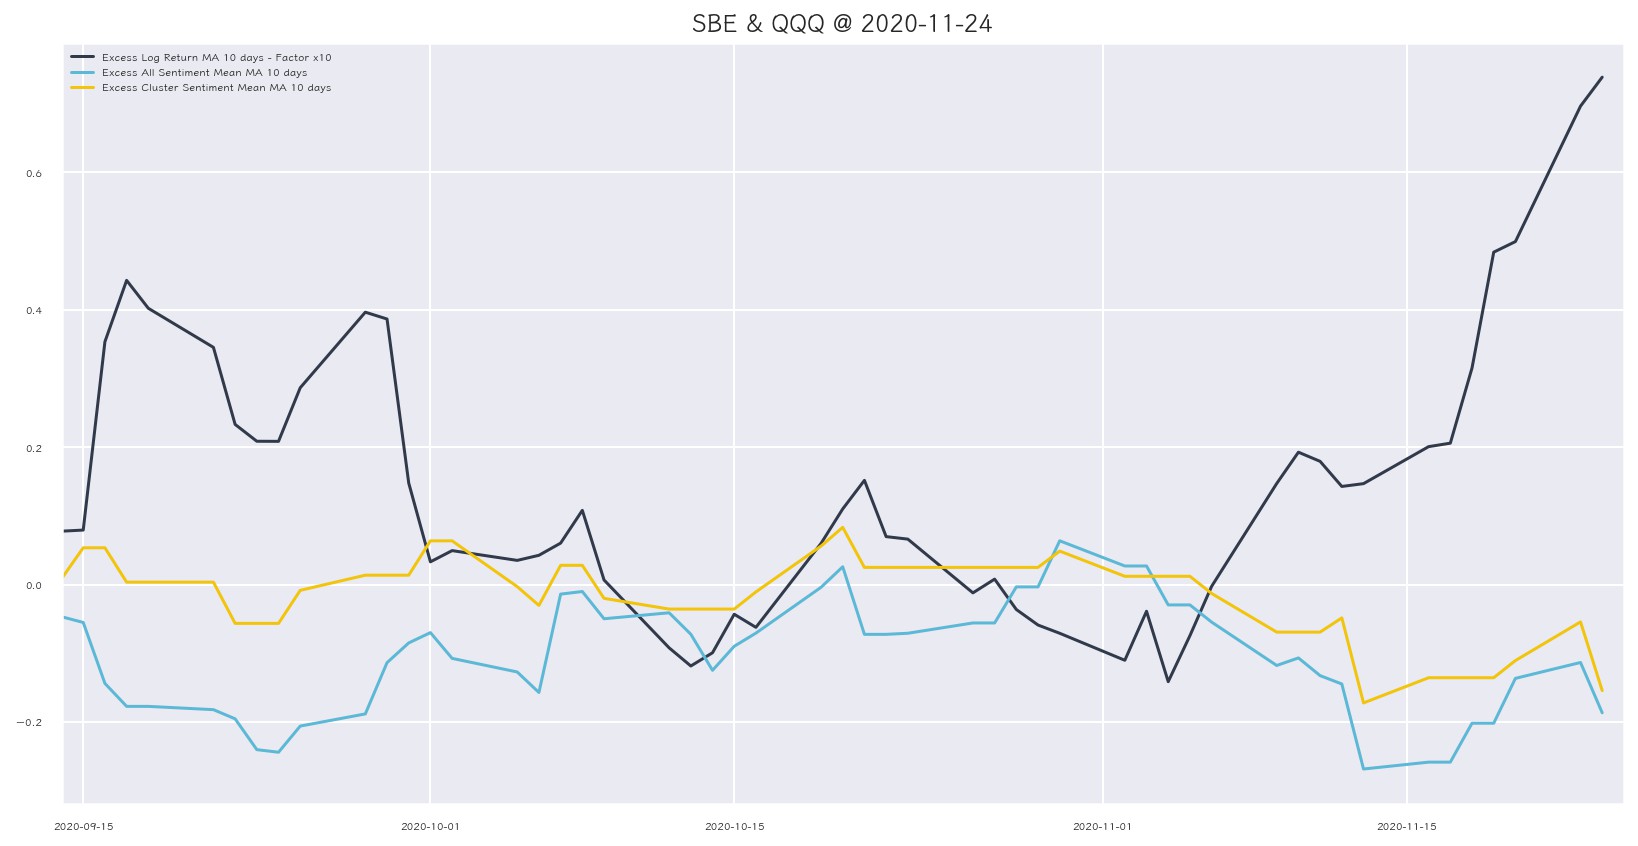 SBE & QQQ @ 2020-11-24
Excess Log Return MA 10 days - Factor x10
Excess All Sentiment Mean MA 10 days
Excess Cluster Sentiment Mean MA 10 days
0.6
0.4
0.2
0.0
−0.2
2020-09-15 2020-10-01 2020-10-15 2020-11-01 2020-11-15